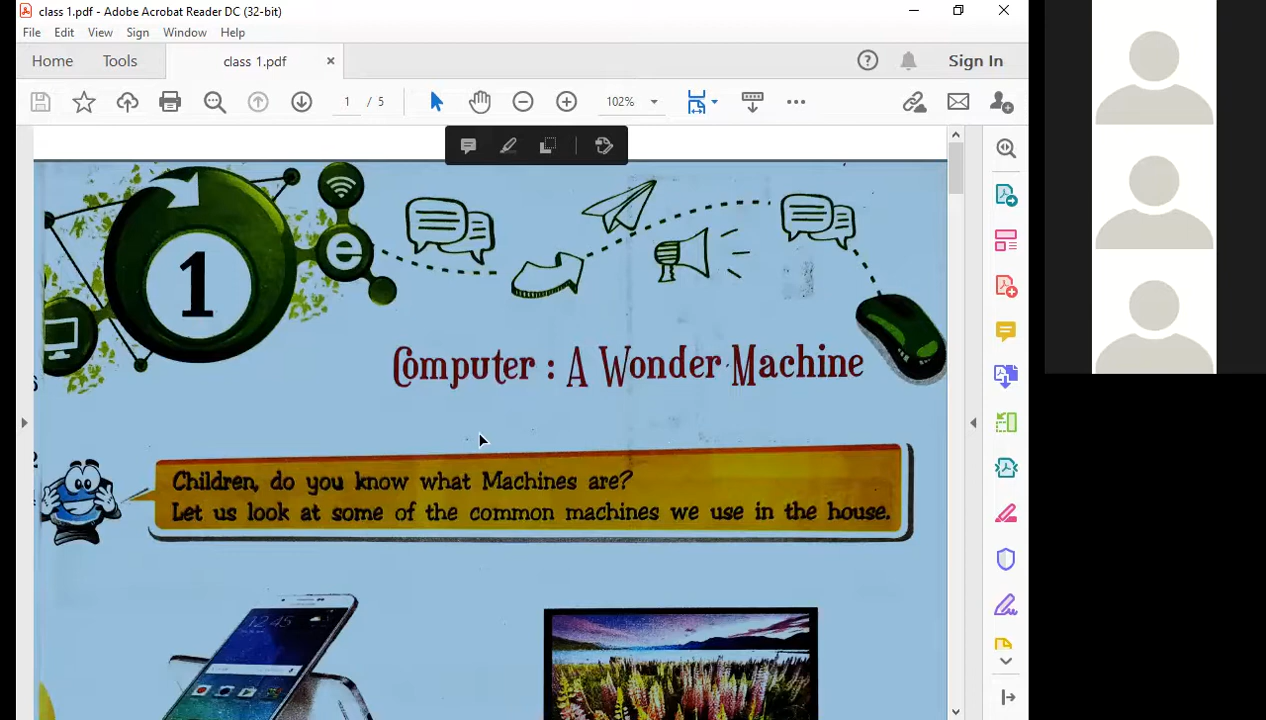 class 1.pdf - Adobe Acrobat Reader DC (32-bit)
File Edit View Sign Window Help
Home Tools class 1.pdf × Sign In
1 / 5 102%
1
e
Computer : A Wonder Machine
Children, do you know what Machines are?
Let us look at some of the common machines we use in the house.
12:45